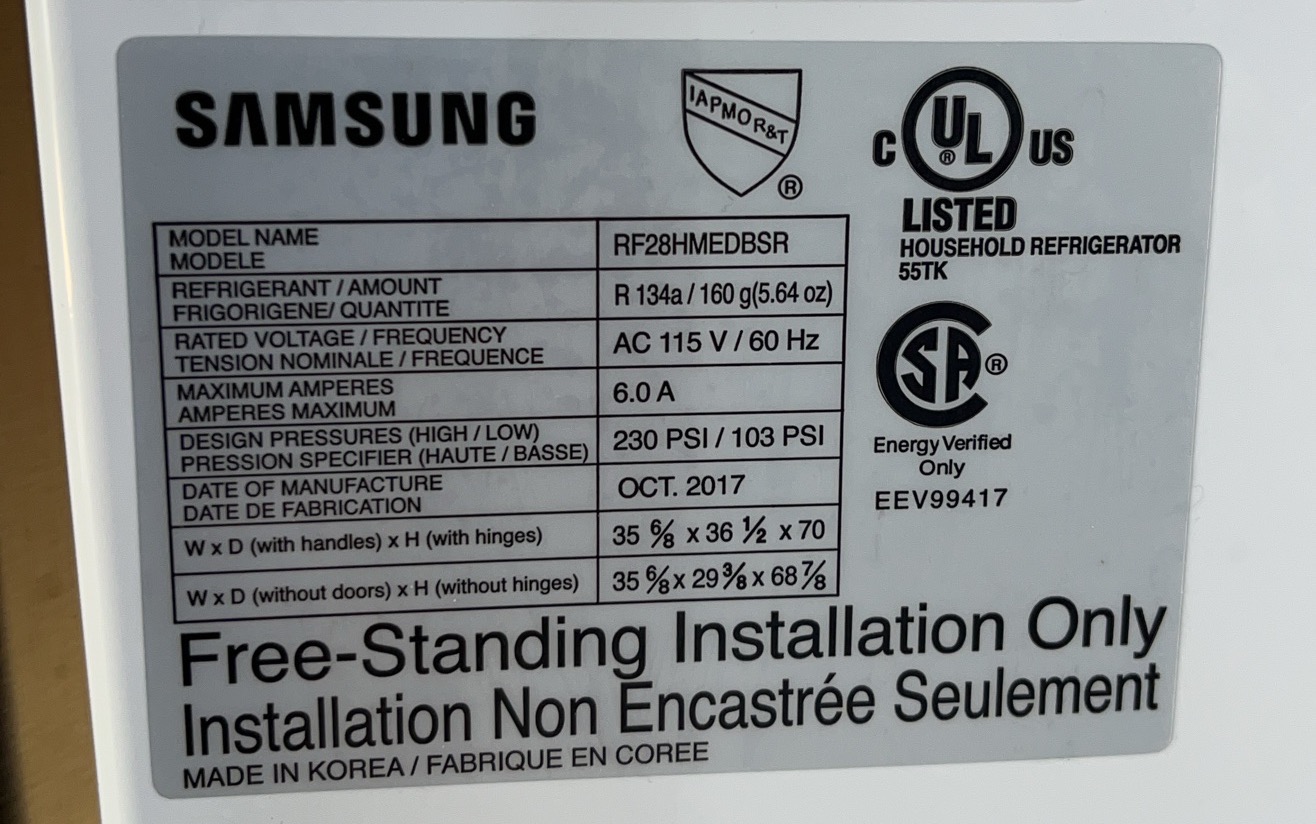 SAMSUNG
IAPMO R&T
®
C UL® US
LISTED
HOUSEHOLD REFRIGERATOR
55TK
MODEL NAME
MODELE
RF28HMEDBSR
REFRIGERANT / AMOUNT
FRIGORIGENE/ QUANTITE
R 134a / 160 g(5.64 oz)
RATED VOLTAGE / FREQUENCY
TENSION NOMINALE / FREQUENCE
AC 115 V / 60 Hz
MAXIMUM AMPERES
AMPERES MAXIMUM
6.0 A
DESIGN PRESSURES (HIGH / LOW)
PRESSION SPECIFIER (HAUTE / BASSE)
230 PSI / 103 PSI
DATE OF MANUFACTURE
DATE DE FABRICATION
OCT. 2017
W x D (with handles) x H (with hinges)
35 6/8 x 36 1/2 x 70
W x D (without doors) x H (without hinges)
35 6/8 x 29 3/8 x 68 7/8
CSA®
Energy Verified
Only
EEV99417
Free-Standing Installation Only
Installation Non Encastrée Seulement
MADE IN KOREA / FABRIQUE EN COREE